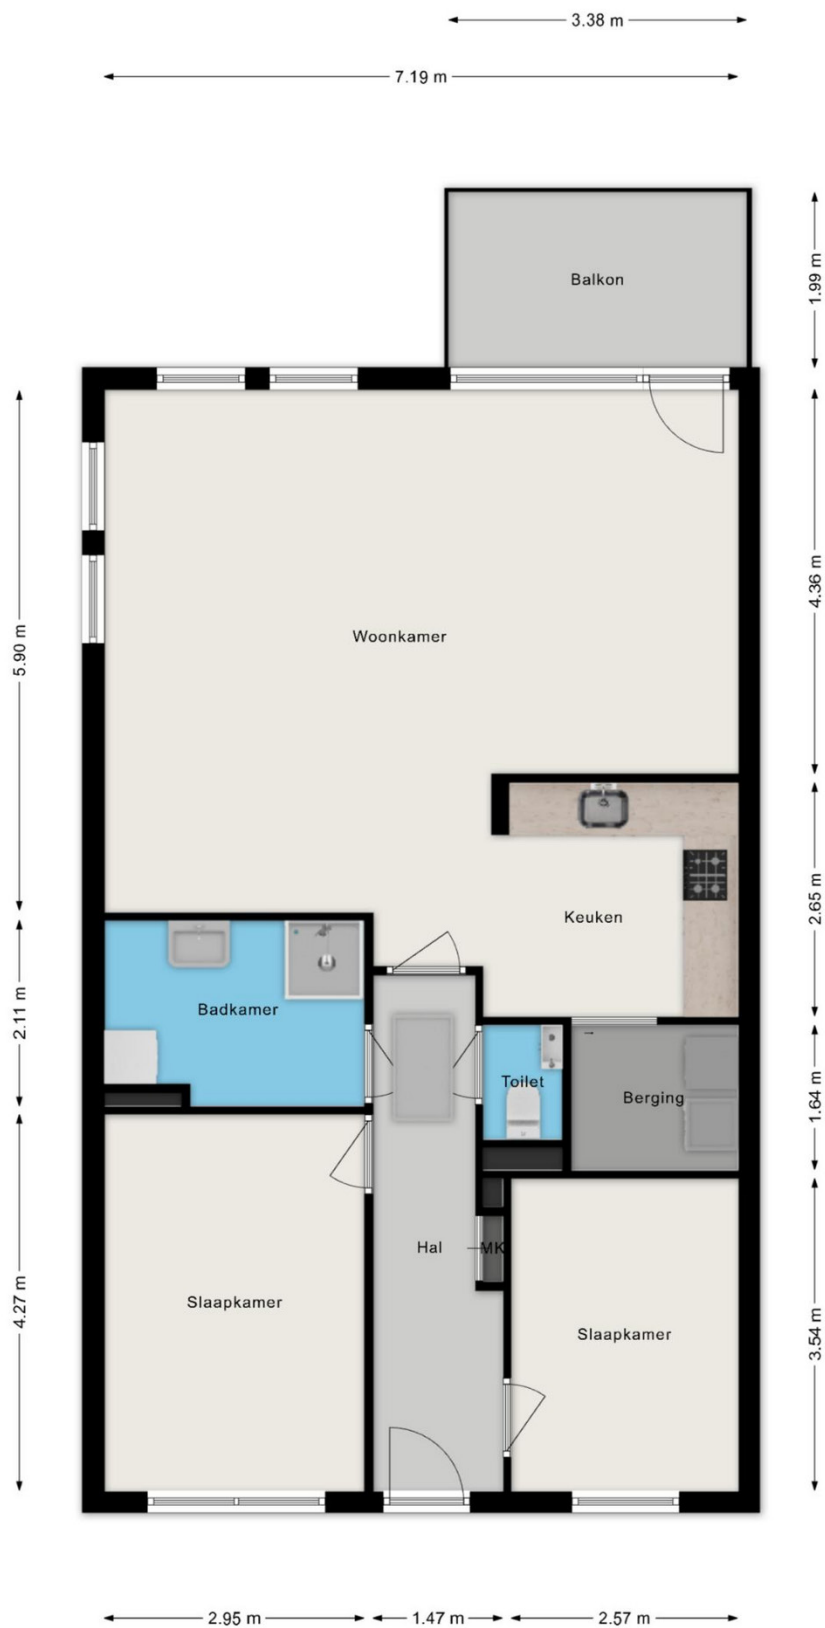 3.38 m
7.19 m
Balkon
1.99 m
4.36 m
5.90 m
Woonkamer
Keuken
2.65 m
Badkamer
2.11 m
Toilet
Berging
1.64 m
Hal
MK
Slaapkamer
4.27 m
Slaapkamer
3.54 m
2.95 m
1.47 m
2.57 m